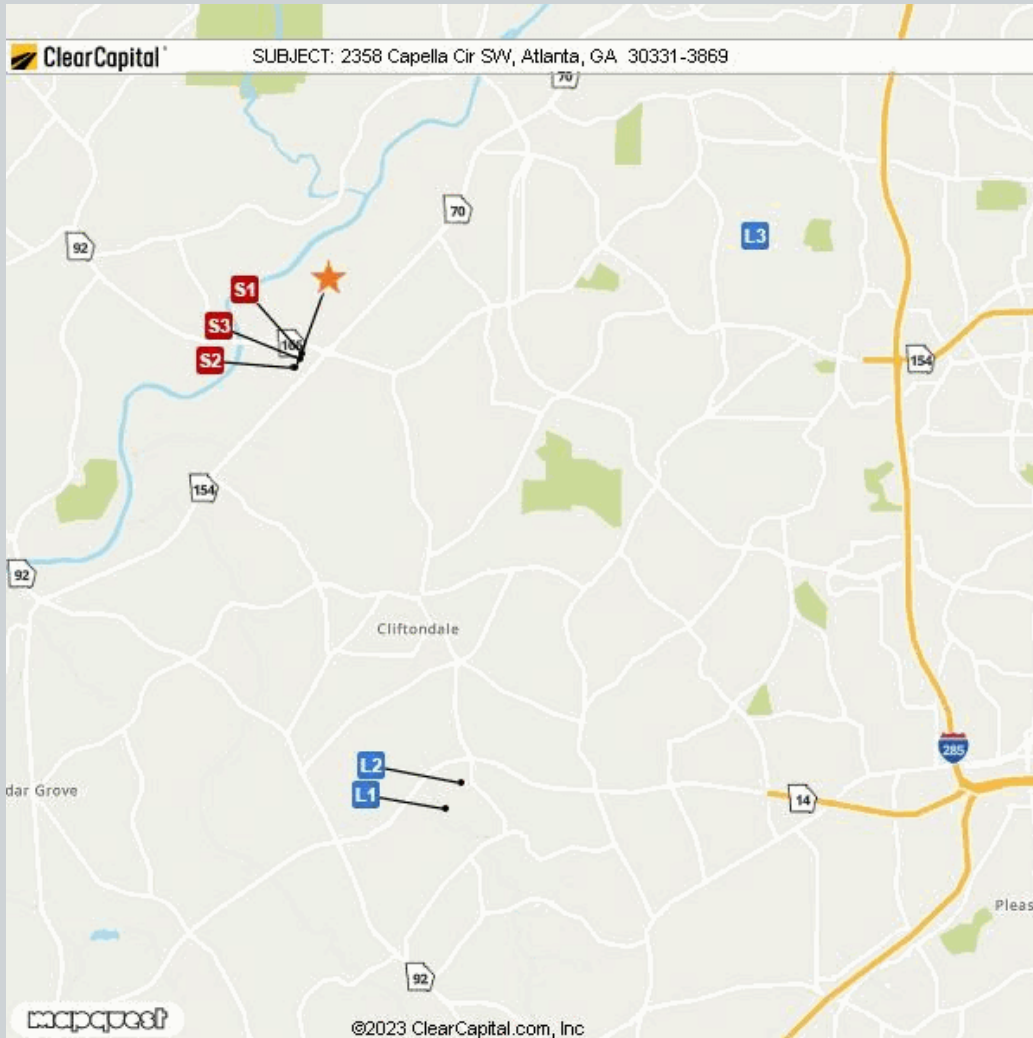 ClearCapital
SUBJECT: 2358 Capella Cir SW, Atlanta, GA 30331-3869
70
70
92
L3
S1
S3
166
S2
154
154
92
Cliftondale
285
L2
L1
dar Grove
14
Pleas
92
mapquest
©2023 ClearCapital.com, Inc